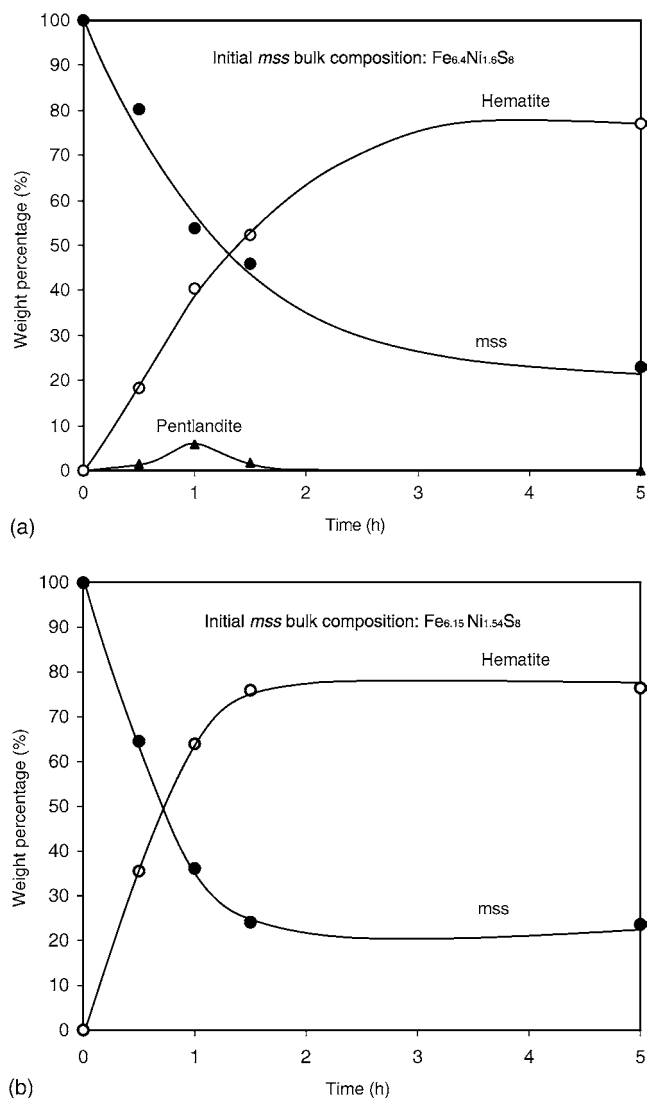 100
Initial mss bulk composition: Fe6.4Ni1.6S8
90
Hematite
80
70
60
50
40
mss
30
20
Pentlandite
10
0
0 1 2 3 4 5
Weight percentage (%)
Time (h)
(a)
100
Initial mss bulk composition: Fe6.15 Ni1.54S8
90
Hematite
80
70
60
50
40
mss
30
20
10
0
0 1 2 3 4 5
Weight percentage (%)
Time (h)
(b)